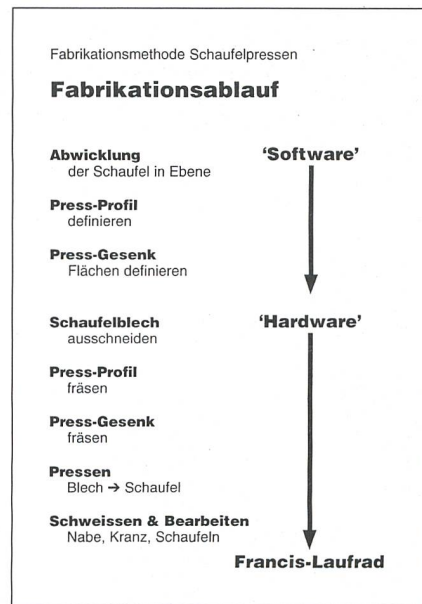 Fabrikationsmethode Schaufelpressen
Fabrikationsablauf
Abwicklung
der Schaufel in Ebene
'Software'
Press-Profil
definieren
Press-Gesenk
Flächen definieren
Schaufelblech
ausschneiden
'Hardware'
Press-Profil
fräsen
Press-Gesenk
fräsen
Pressen
Blech → Schaufel
Schweissen & Bearbeiten
Nabe, Kranz, Schaufeln
Francis-Laufrad